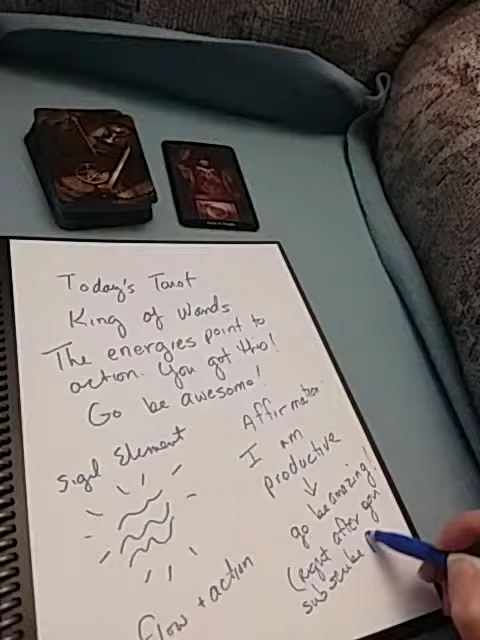 Today's Tarot
King of Wands
The energies point to
action. You got this!
Go be awesome!
Sigil Element
Flow + action
Affirmation:
I am
productive
↓
go be amazing!
(right after you
subscribe